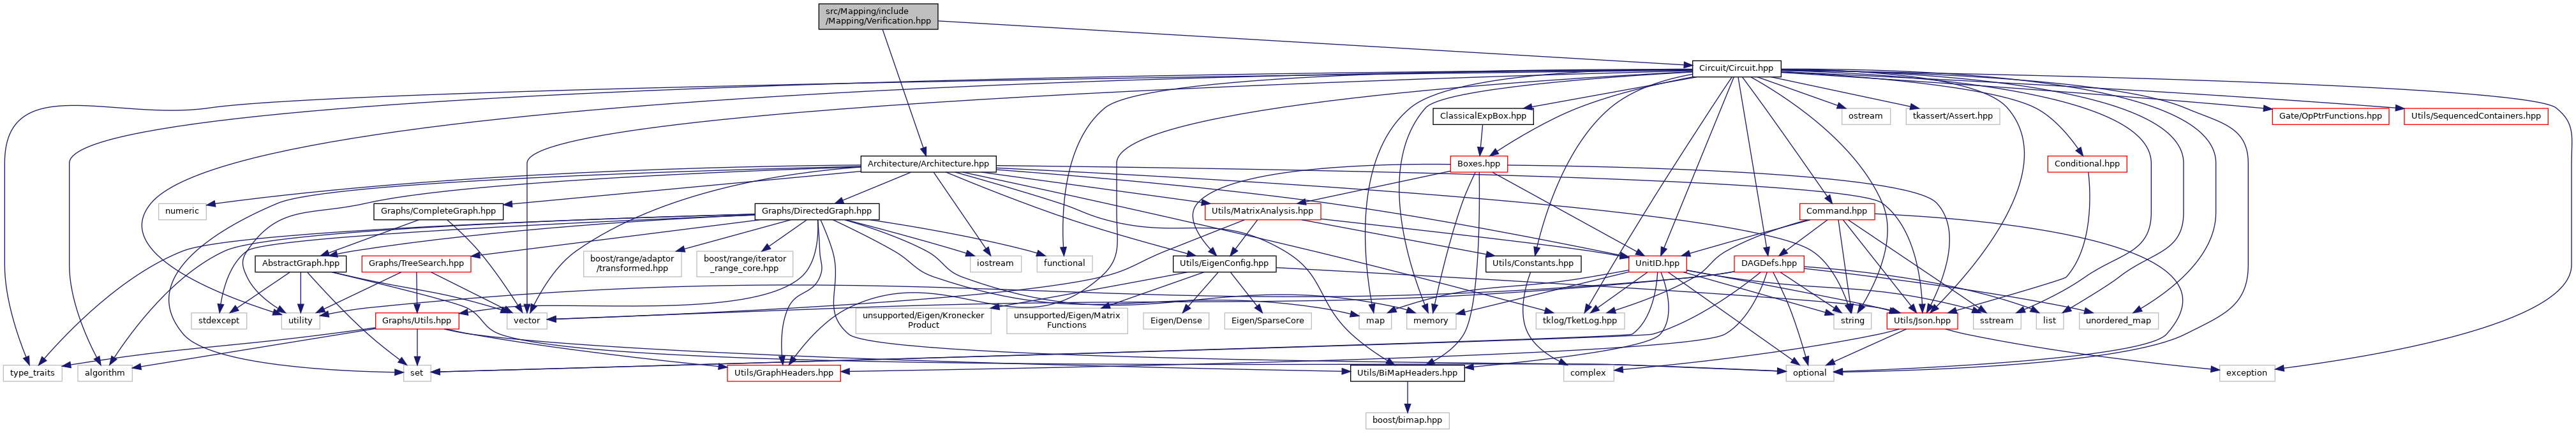 src/Mapping/include
/Mapping/Verification.hpp
Circuit/Circuit.hpp
ClassicalExpBox.hpp
ostream
tkassert/Assert.hpp
Gate/OpPtrFunctions.hpp
Utils/SequencedContainers.hpp
Architecture/Architecture.hpp
Boxes.hpp
Conditional.hpp
numeric
Graphs/CompleteGraph.hpp
Graphs/DirectedGraph.hpp
Utils/MatrixAnalysis.hpp
Command.hpp
AbstractGraph.hpp
Graphs/TreeSearch.hpp
boost/range/adaptor
/transformed.hpp
boost/range/iterator
_range_core.hpp
iostream
functional
Utils/EigenConfig.hpp
Utils/Constants.hpp
UnitID.hpp
DAGDefs.hpp
stdexcept
utility
Graphs/Utils.hpp
vector
unsupported/Eigen/Kronecker
Product
unsupported/Eigen/Matrix
Functions
Eigen/Dense
Eigen/SparseCore
map
memory
tklog/TketLog.hpp
string
Utils/Json.hpp
sstream
list
unordered_map
type_traits
algorithm
set
Utils/GraphHeaders.hpp
Utils/BiMapHeaders.hpp
complex
optional
exception
boost/bimap.hpp